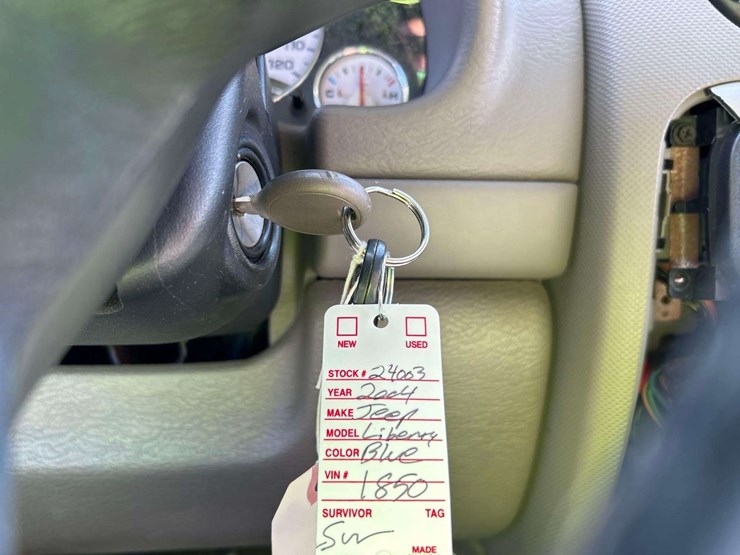 120
C H
NEW USED
STOCK # 24003
YEAR 2004
MAKE Jeep
MODEL Liberty
COLOR Blue
VIN # 1850
SURVIVOR TAG
MADE